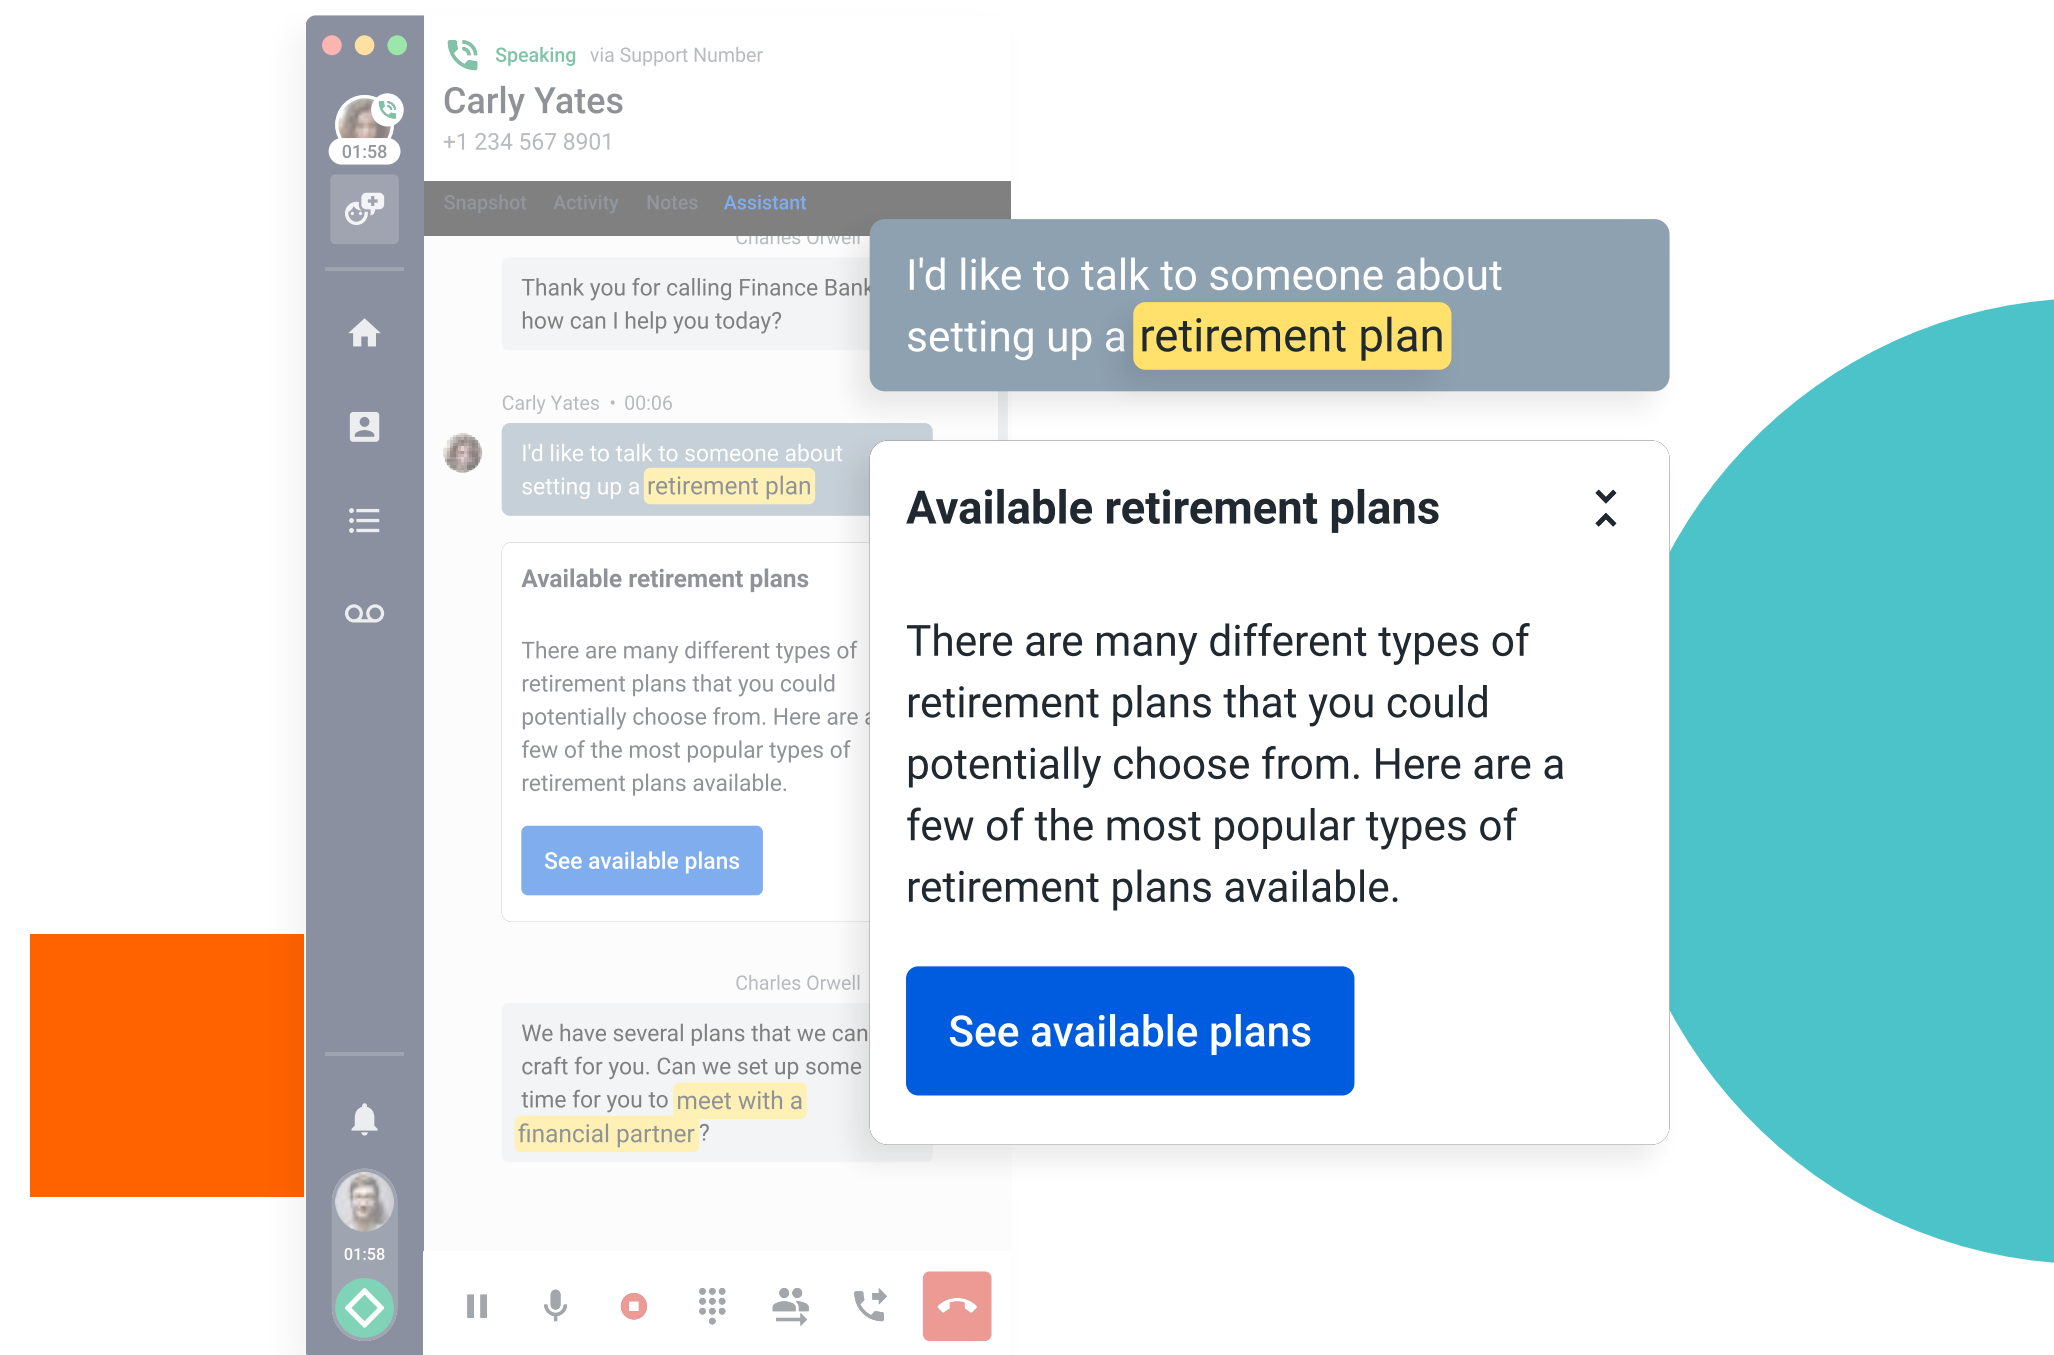 Speaking via Support Number
Carly Yates
+1 234 567 8901
01:58
Snapshot Activity Notes Assistant
Charles Orwell
Thank you for calling Finance Bank
how can I help you today?
Carly Yates • 00:06
I'd like to talk to someone about
setting up a retirement plan
Available retirement plans
There are many different types of
retirement plans that you could
potentially choose from. Here are a
few of the most popular types of
retirement plans available.
See available plans
Charles Orwell
We have several plans that we can
craft for you. Can we set up some
time for you to meet with a
financial partner?
01:58
I'd like to talk to someone about
setting up a retirement plan
Available retirement plans
There are many different types of
retirement plans that you could
potentially choose from. Here are a
few of the most popular types of
retirement plans available.
See available plans